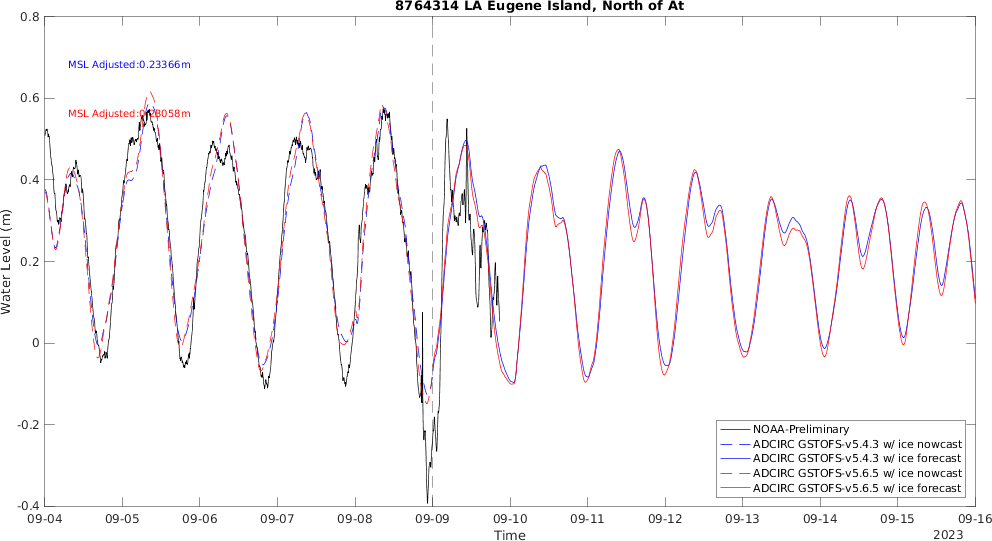 8764314 LA Eugene Island, North of At
Water Level (m)
0.8
0.6
0.4
0.2
0
-0.2
-0.4
MSL Adjusted:0.23366m
MSL Adjusted:0.23058m
NOAA-Preliminary
ADCIRC GSTOFS-v5.4.3 w/ ice nowcast
ADCIRC GSTOFS-v5.4.3 w/ ice forecast
ADCIRC GSTOFS-v5.6.5 w/ ice nowcast
ADCIRC GSTOFS-v5.6.5 w/ ice forecast
09-04 09-05 09-06 09-07 09-08 09-09 09-10 09-11 09-12 09-13 09-14 09-15 09-16
Time
2023